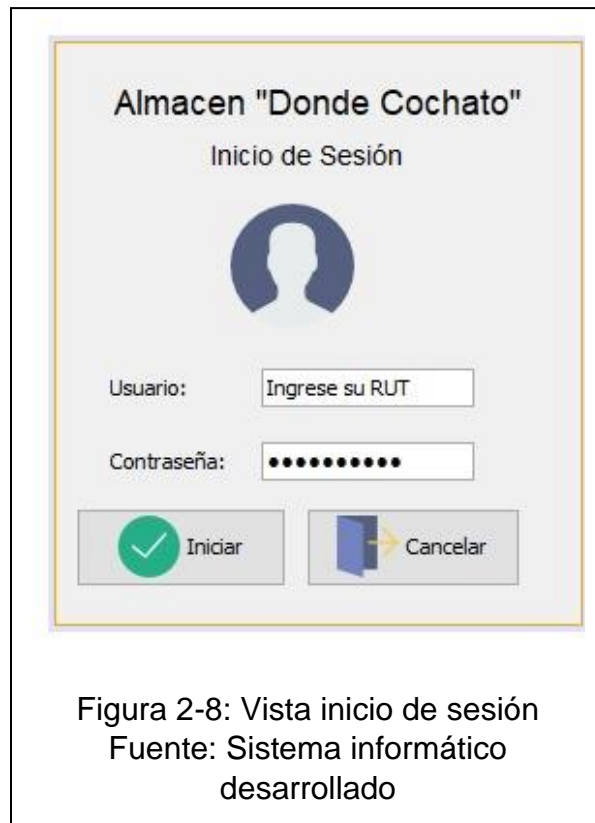 Almacen "Donde Cochato"
Inicio de Sesión
Usuario: Ingrese su RUT
Contraseña: ●●●●●●●●●●
Iniciar Cancelar
Figura 2-8: Vista inicio de sesión
Fuente: Sistema informático
desarrollado